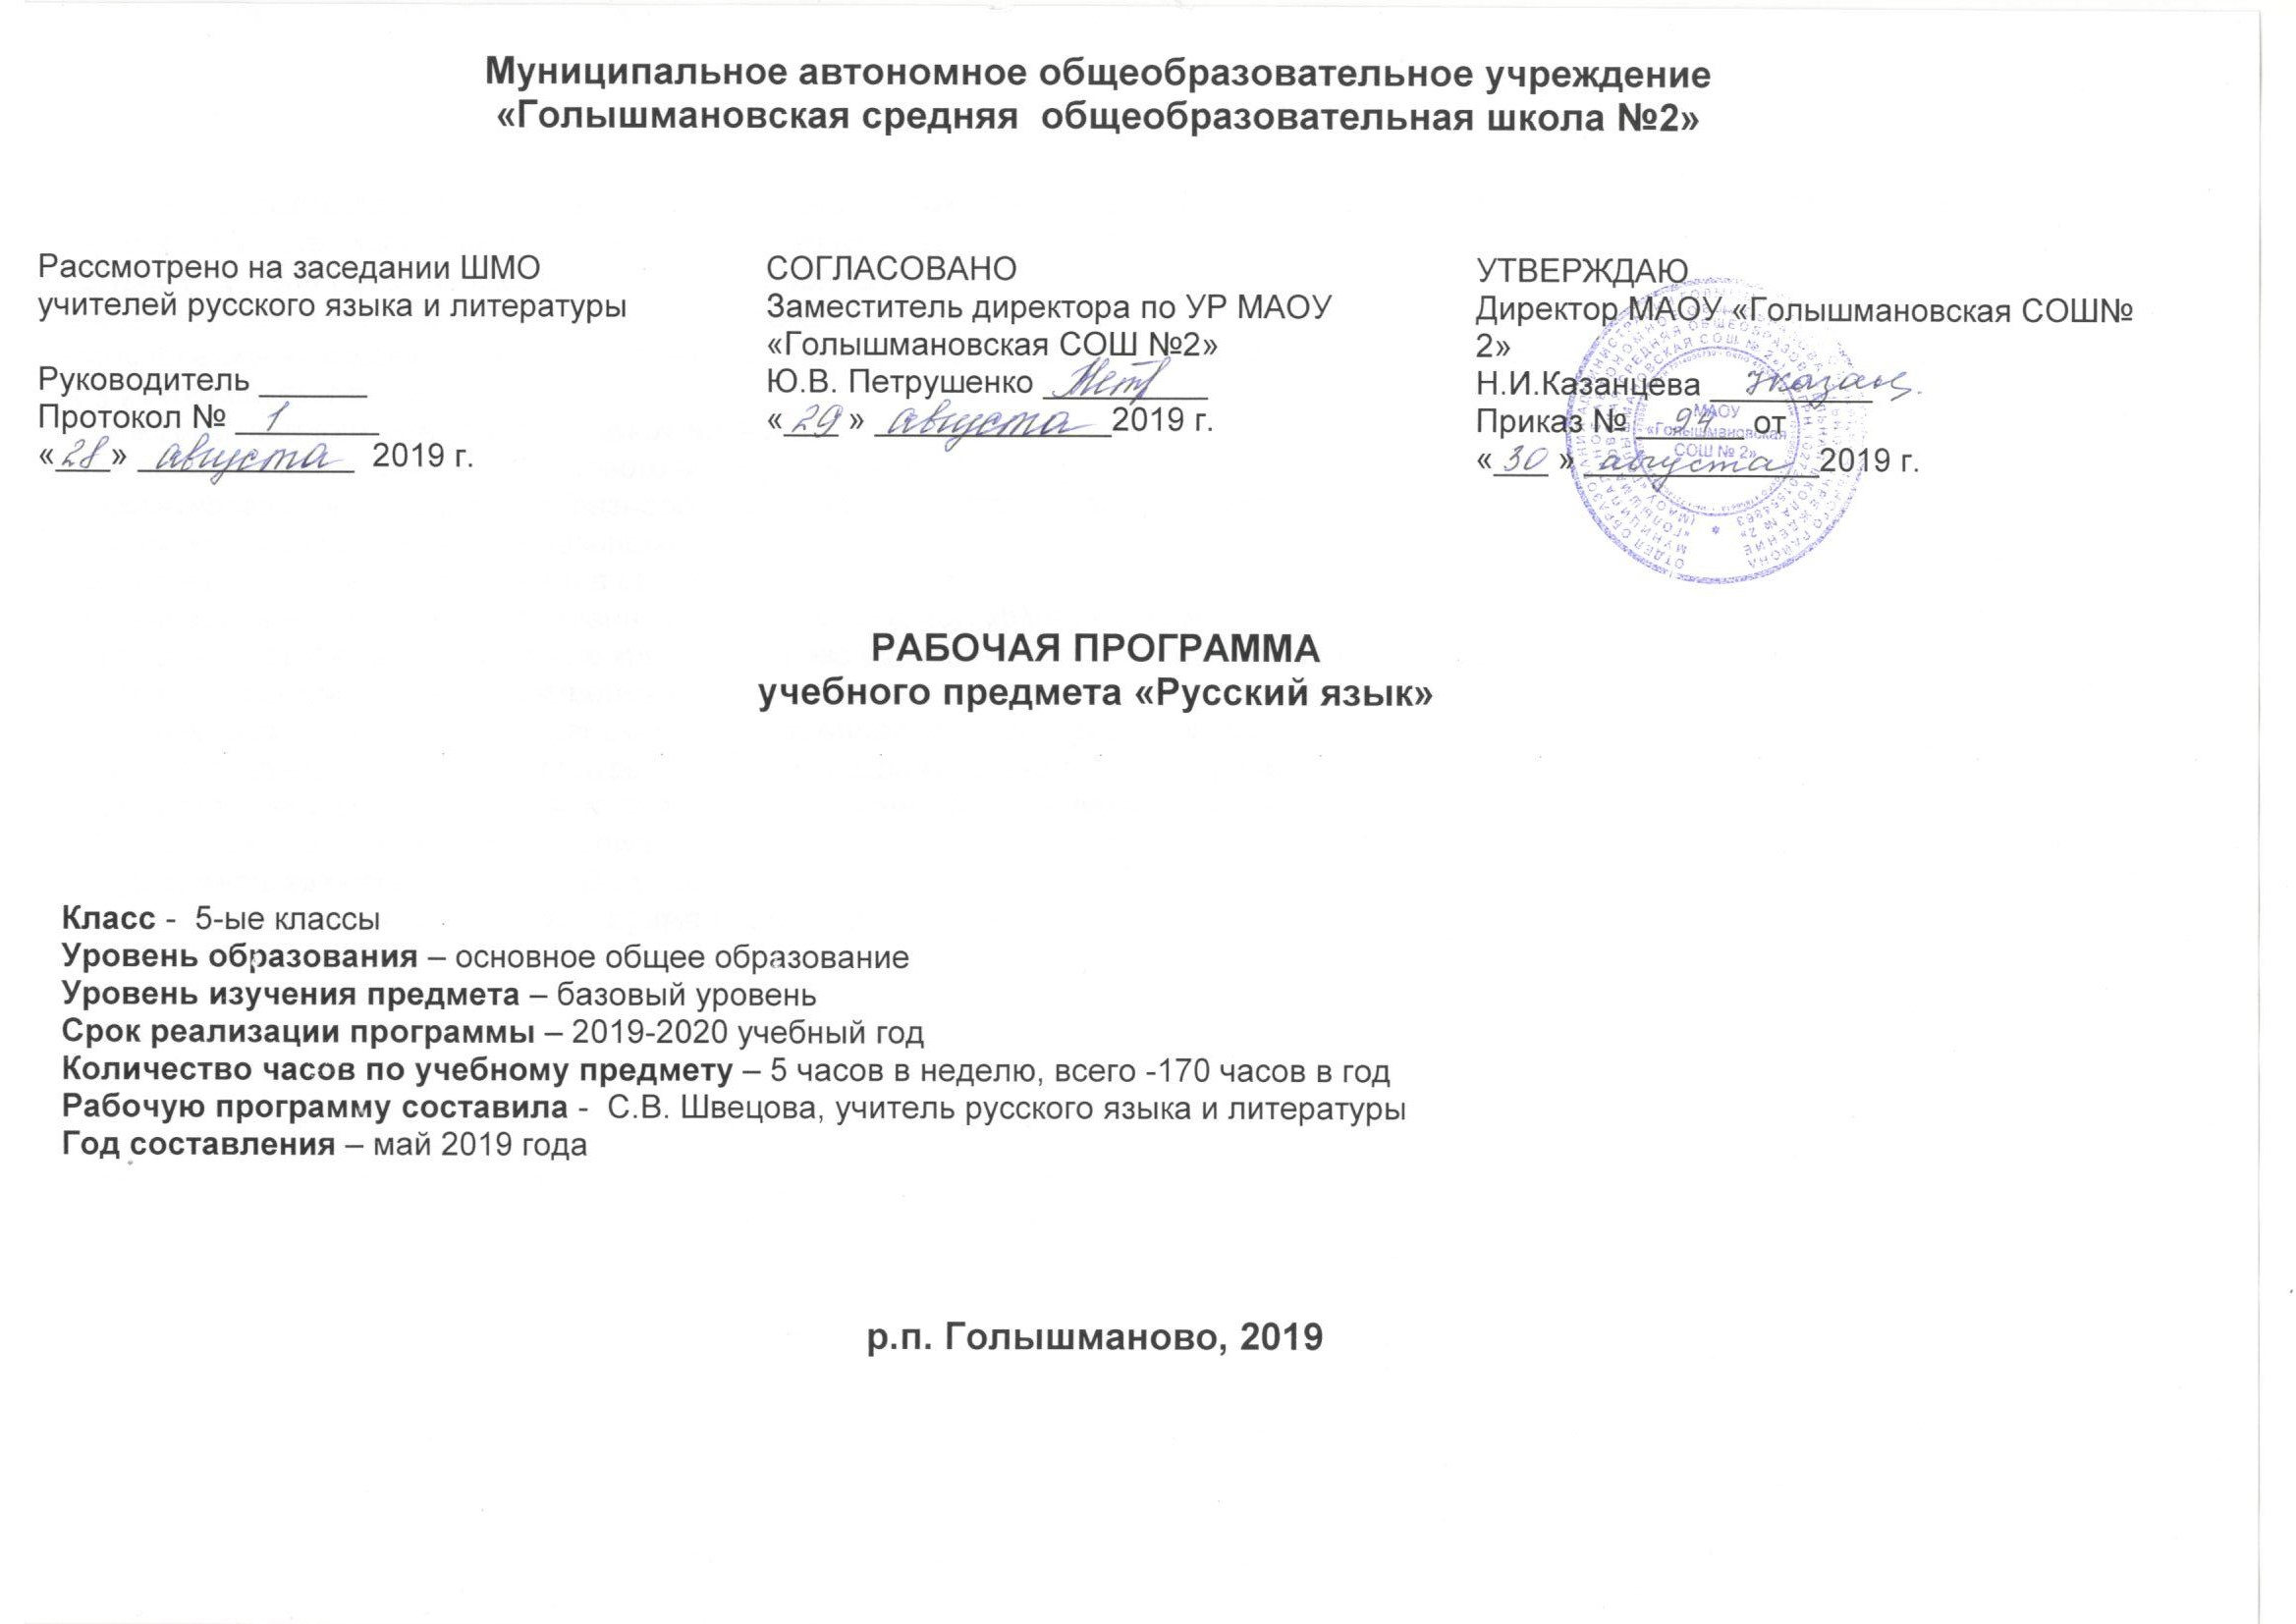 Муниципальное автономное общеобразовательное учреждение
«Голышмановская средняя общеобразовательная школа №2»
Рассмотрено на заседании ШМО
учителей русского языка и литературы
Руководитель ______
Протокол № 1
«28» августа 2019 г.
СОГЛАСОВАНО
Заместитель директора по УР МАОУ
«Голышмановская СОШ №2»
Ю.В. Петрушенко
«29» августа 2019 г.
УТВЕРЖДАЮ
Директор МАОУ «Голышмановская СОШ№
2»
Н.И.Казанцева
Приказ № 94 от
«30» августа 2019 г.
МАОУ
«Голышмановская
СОШ № 2»
РАБОЧАЯ ПРОГРАММА
учебного предмета «Русский язык»
Класс - 5-ые классы
Уровень образования – основное общее образование
Уровень изучения предмета – базовый уровень
Срок реализации программы – 2019-2020 учебный год
Количество часов по учебному предмету – 5 часов в неделю, всего -170 часов в год
Рабочую программу составила - С.В. Швецова, учитель русского языка и литературы
Год составления – май 2019 года
р.п. Голышманово, 2019